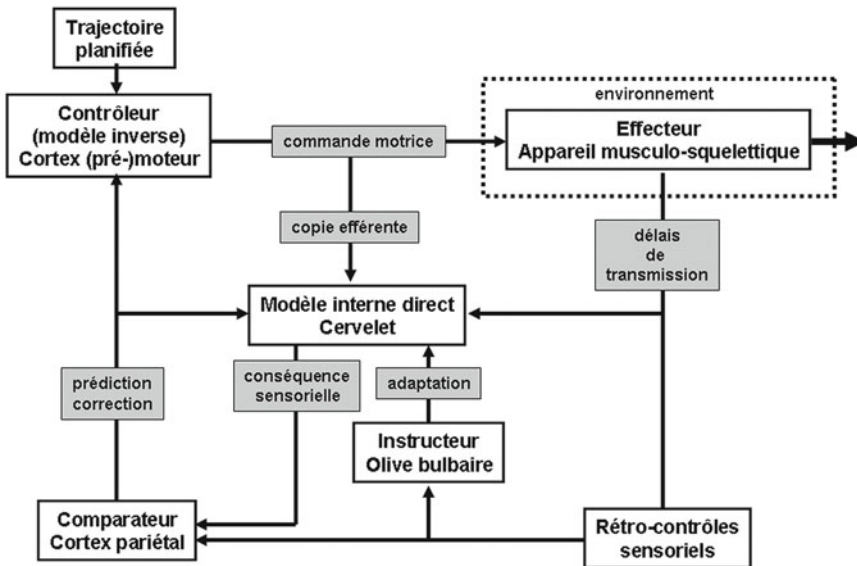 Trajectoire
planifiée
environnement
Contrôleur
(modèle inverse)
Cortex (pré-)moteur
commande motrice
Effecteur
Appareil musculo-squelettique
copie efférente
délais
de
transmission
Modèle interne direct
Cervelet
prédiction
correction
conséquence
sensorielle
adaptation
Instructeur
Olive bulbaire
Comparateur
Cortex pariétal
Rétro-contrôles
sensoriels